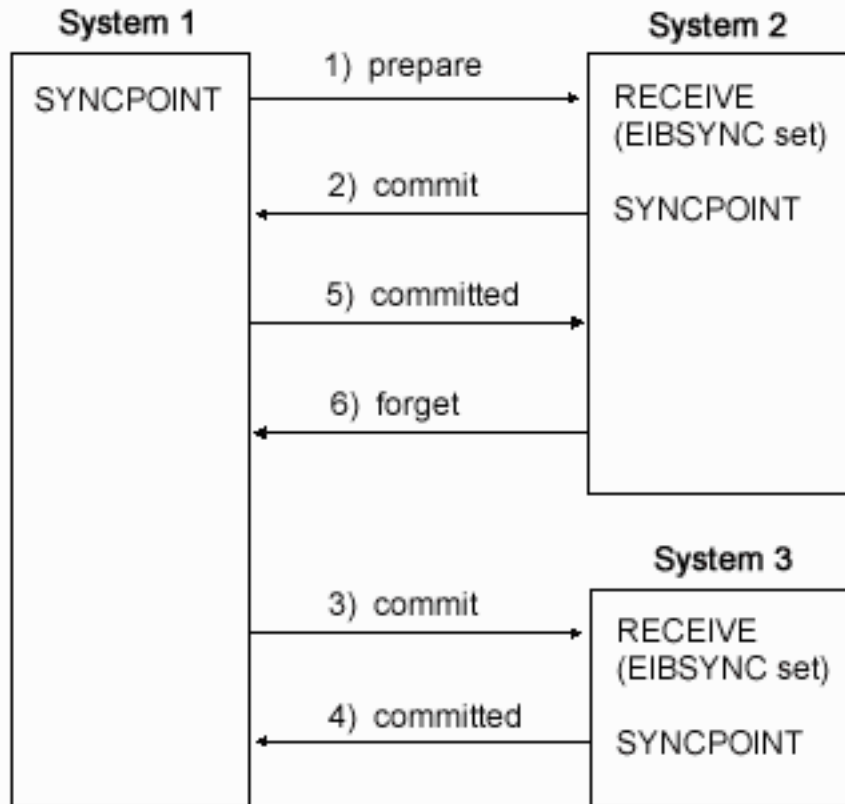 System 1
System 2
SYNCPOINT
1) prepare
RECEIVE
(EIBSYNC set)
2) commit
SYNCPOINT
5) committed
6) forget
System 3
3) commit
RECEIVE
(EIBSYNC set)
4) committed
SYNCPOINT